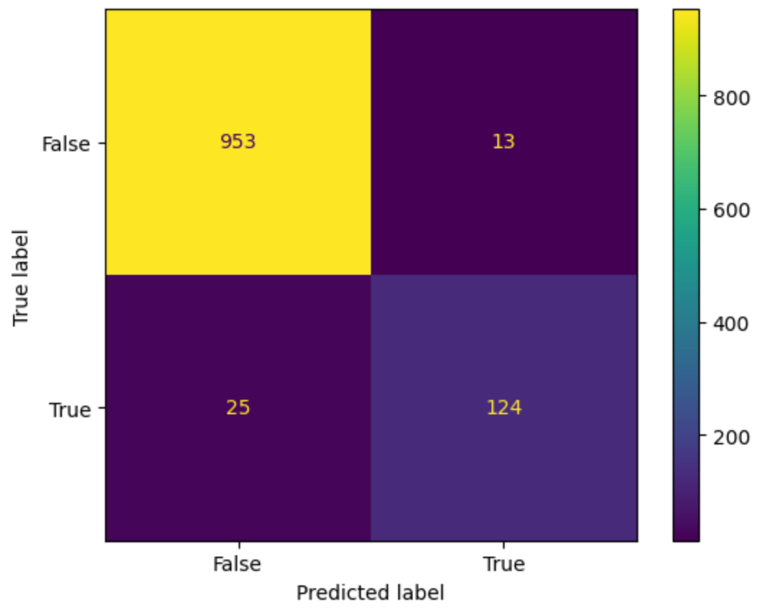 800
False
953
13
600
True label
400
True
25
124
200
False
True
Predicted label